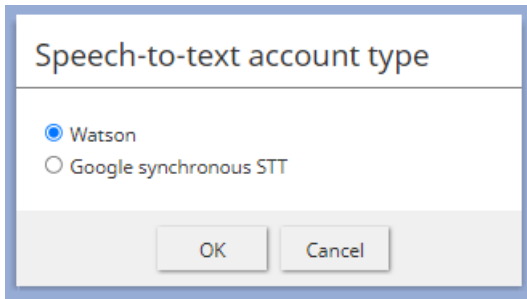 Speech-to-text account type
Watson
Google synchronous STT
OK Cancel